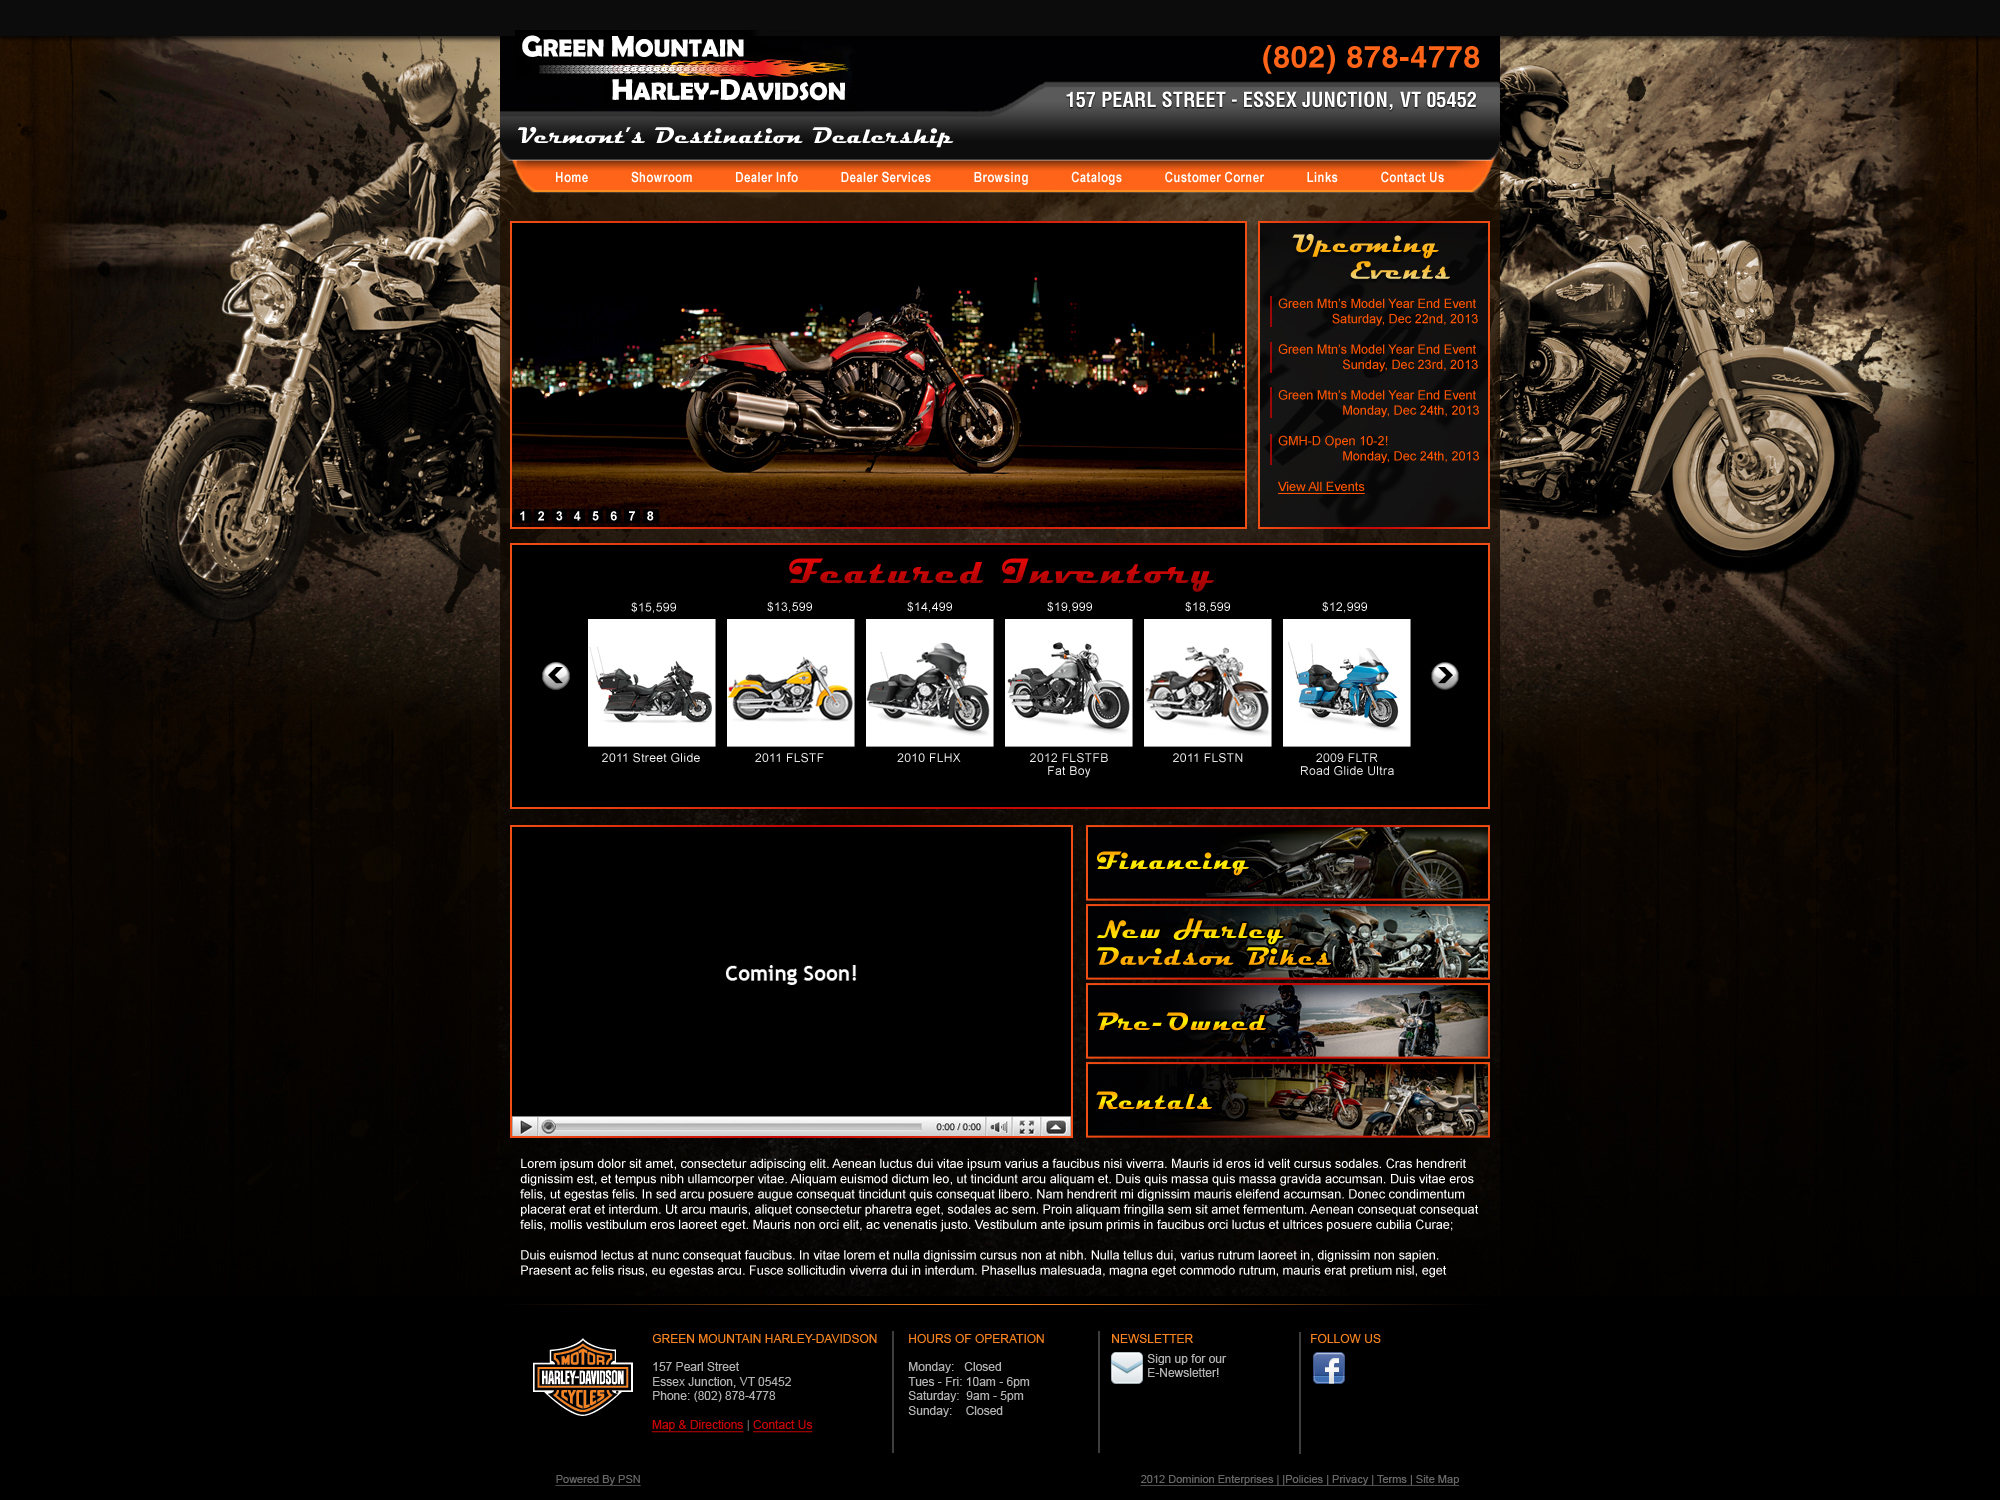 GREEN MOUNTAIN
HARLEY-DAVIDSON
(802) 878-4778
157 PEARL STREET - ESSEX JUNCTION, VT 05452
Vermont's Destination Dealership
Home Showroom Dealer Info Dealer Services Browsing Catalogs Customer Corner Links Contact Us
1 2 3 4 5 6 7 8
Upcoming
Events
Green Mtn's Model Year End Event
Saturday, Dec 22nd, 2013
Green Mtn's Model Year End Event
Sunday, Dec 23rd, 2013
Green Mtn's Model Year End Event
Monday, Dec 24th, 2013
GMH-D Open 10-2!
Monday, Dec 24th, 2013
View All Events
Deluxe
Featured Inventory
$15,599 $13,599 $14,499 $19,999 $18,599 $12,999
2011 Street Glide 2011 FLSTF 2010 FLHX 2012 FLSTFB 2011 FLSTN 2009 FLTR
Fat Boy Road Glide Ultra
Coming Soon!
0:00 / 0:00
Financing
New Harley
Davidson Bikes
Pre-Owned
Rentals
Lorem ipsum dolor sit amet, consectetur adipiscing elit. Aenean luctus dui vitae ipsum varius a faucibus nisi viverra. Mauris id eros id velit cursus sodales. Cras hendrerit
dignissim est, et tempus nibh ullamcorper vitae. Aliquam euismod dictum leo, ut tincidunt arcu aliquam et. Duis quis massa quis massa gravida accumsan. Duis vitae eros
felis, ut egestas felis. In sed arcu posuere augue consequat tincidunt quis consequat libero. Nam hendrerit mi dignissim mauris eleifend accumsan. Donec condimentum
placerat erat et interdum. Ut arcu mauris, aliquet consectetur pharetra eget, sodales ac sem. Proin aliquam fringilla sem sit amet fermentum. Aenean consequat consequat
felis, mollis vestibulum eros laoreet eget. Mauris non orci elit, ac venenatis justo. Vestibulum ante ipsum primis in faucibus orci luctus et ultrices posuere cubilia Curae;
Duis euismod lectus at nunc consequat faucibus. In vitae lorem et nulla dignissim cursus non at nibh. Nulla tellus dui, varius rutrum laoreet in, dignissim non sapien.
Praesent ac felis risus, eu egestas arcu. Fusce sollicitudin viverra dui in interdum. Phasellus malesuada, magna eget commodo rutrum, mauris erat pretium nisl, eget
MOTOR
HARLEY-DAVIDSON
CYCLES
GREEN MOUNTAIN HARLEY-DAVIDSON
157 Pearl Street
Essex Junction, VT 05452
Phone: (802) 878-4778
Map & Directions | Contact Us
HOURS OF OPERATION
Monday: Closed
Tues - Fri: 10am - 6pm
Saturday: 9am - 5pm
Sunday: Closed
NEWSLETTER
Sign up for our
E-Newsletter!
FOLLOW US
f
Powered By PSN
2012 Dominion Enterprises | |Policies | Privacy | Terms | Site Map